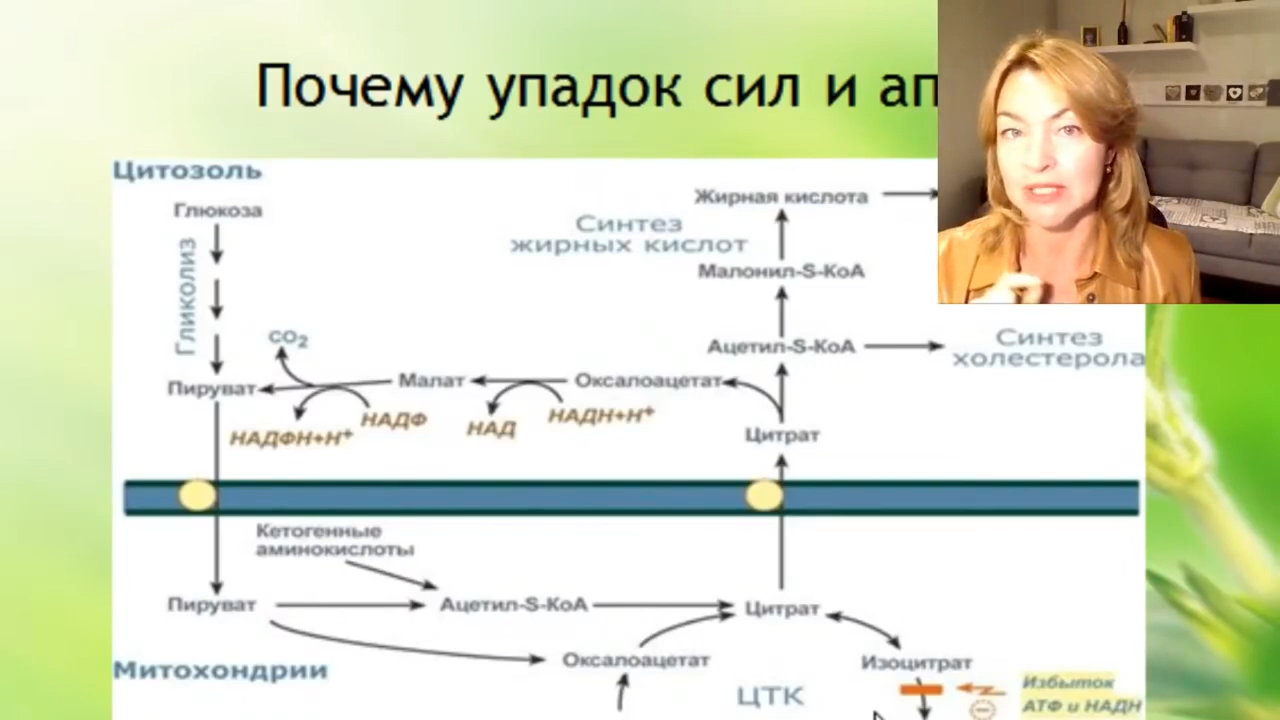 Почему упадок сил и ап
Цитозоль
Глюкоза
Гликолиз
Жирная кислота
Синтез
жирных кислот
Малонил-S-КоА
CO₂
Ацетил-S-КоА
Синтез
холестерола
Пируват
Малат
Оксалоацетат
НАДФН+Н⁺
НАДФ
НАД
НАДН+Н⁺
Цитрат
Кетогенные
аминокислоты
Пируват
Ацетил-S-КоА
Цитрат
Оксалоацетат
Изоцитрат
Митохондрии
ЦТК
Избыток
АТФ и НАДН